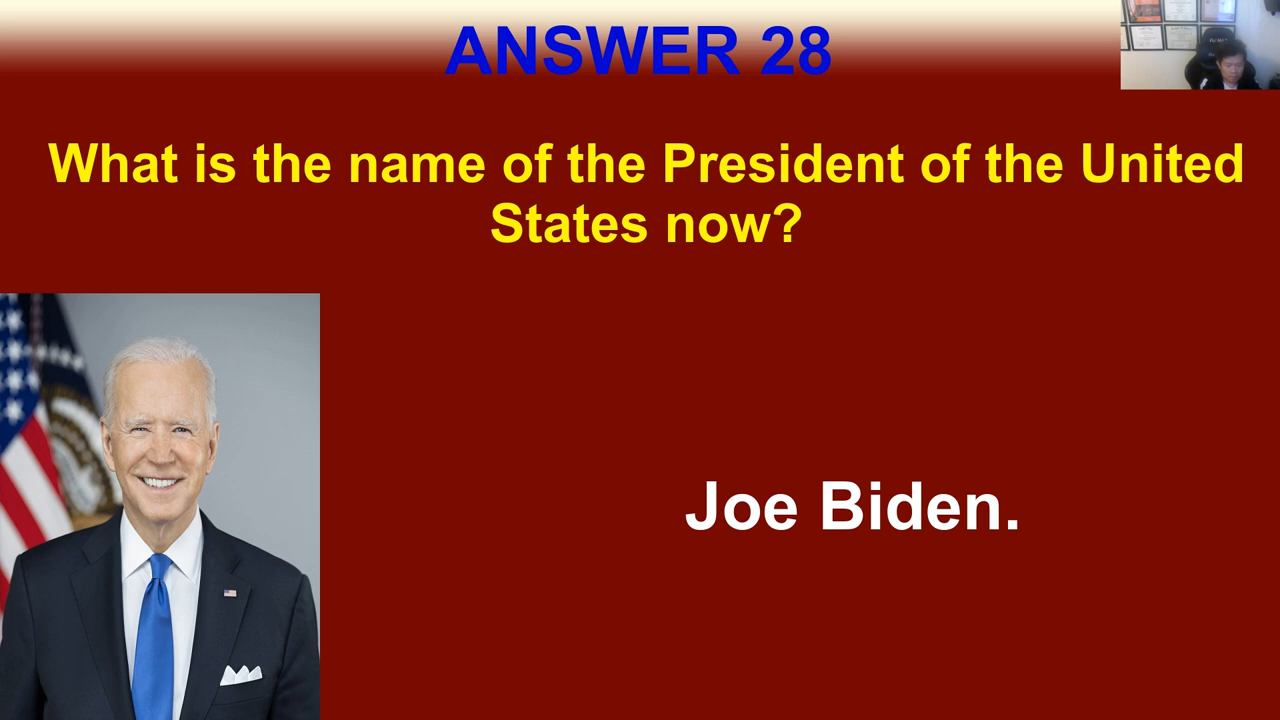 ANSWER 28
What is the name of the President of the United
States now?
Joe Biden.